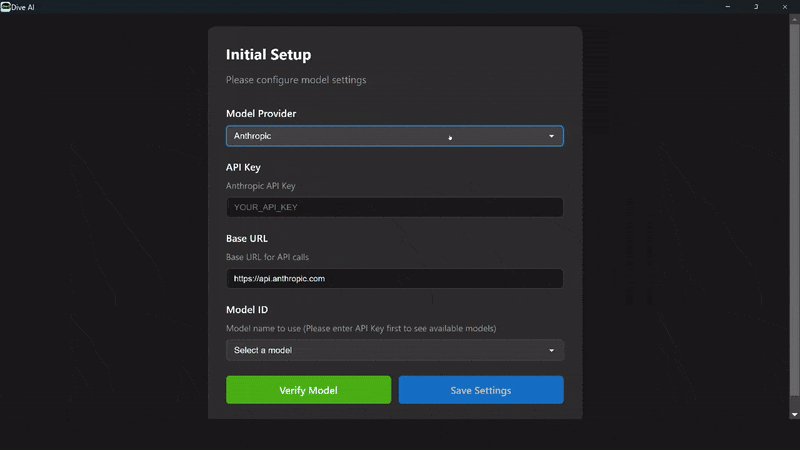 Dive AI
Initial Setup
Please configure model settings
Model Provider
Anthropic
API Key
Anthropic API Key
YOUR_API_KEY
Base URL
Base URL for API calls
https://api.anthropic.com
Model ID
Model name to use (Please enter API Key first to see available models)
Select a model
Verify Model
Save Settings